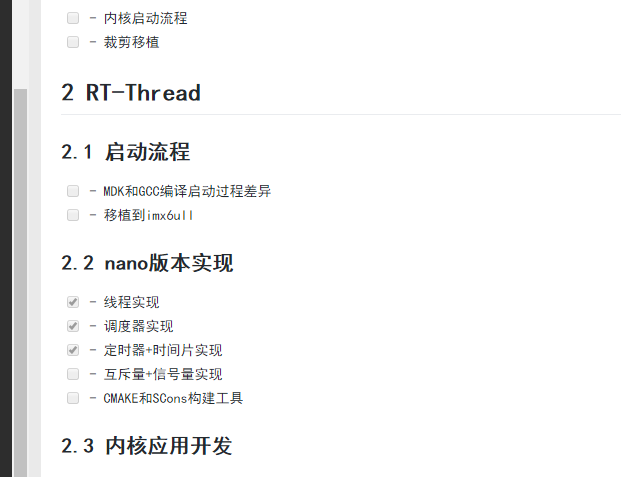 - 内核启动流程
- 裁剪移植
2 RT-Thread
2.1 启动流程
- MDK和GCC编译启动过程差异
- 移植到imx6ull
2.2 nano版本实现
- 线程实现
- 调度器实现
- 定时器+时间片实现
- 互斥量+信号量实现
- CMAKE和SCons构建工具
2.3 内核应用开发